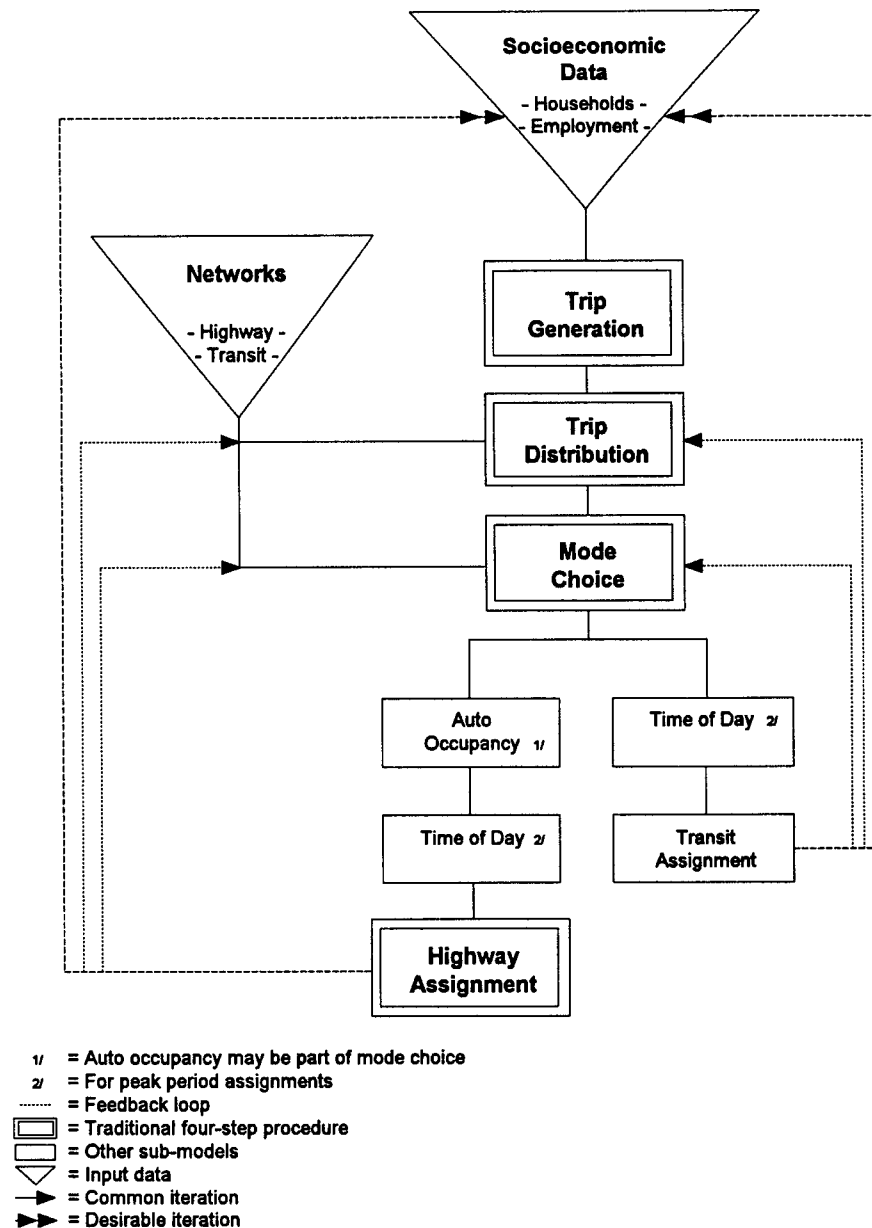 Socioeconomic
Data
- Households -
- Employment -
Networks
- Highway -
- Transit -
Trip
Generation
Trip
Distribution
Mode
Choice
Auto
Occupancy 1/
Time of Day 2/
Time of Day 2/
Transit
Assignment
Highway
Assignment
1/ = Auto occupancy may be part of mode choice
2/ = For peak period assignments
= Feedback loop
= Traditional four-step procedure
= Other sub-models
= Input data
= Common iteration
= Desirable iteration